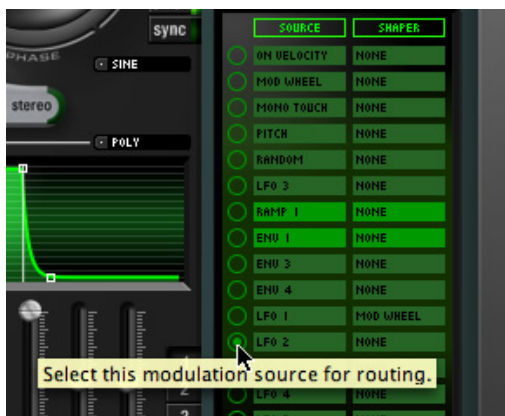 SOURCE SHAPER
sync
ON VELOCITY NONE
PHASE
SINE
MOD WHEEL NONE
stereo
MONO TOUCH NONE
POLY
PITCH NONE
RANDOM NONE
LFO 3 NONE
RAMP 1 NONE
ENV 1 NONE
ENV 3 NONE
ENV 4 NONE
LFO 1 MOD WHEEL
LFO 2 NONE
Select this modulation source for routing.
LFO 4 NONE
2